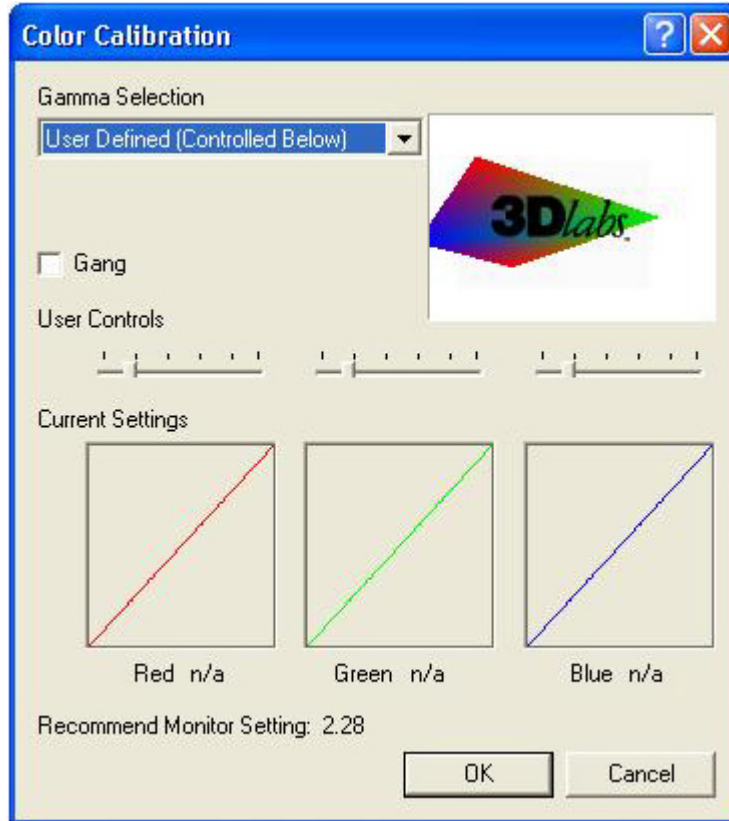 Color Calibration
Gamma Selection
User Defined (Controlled Below)
3Dlabs
Gang
User Controls
Current Settings
Red n/a
Green n/a
Blue n/a
Recommend Monitor Setting: 2.28
OK
Cancel